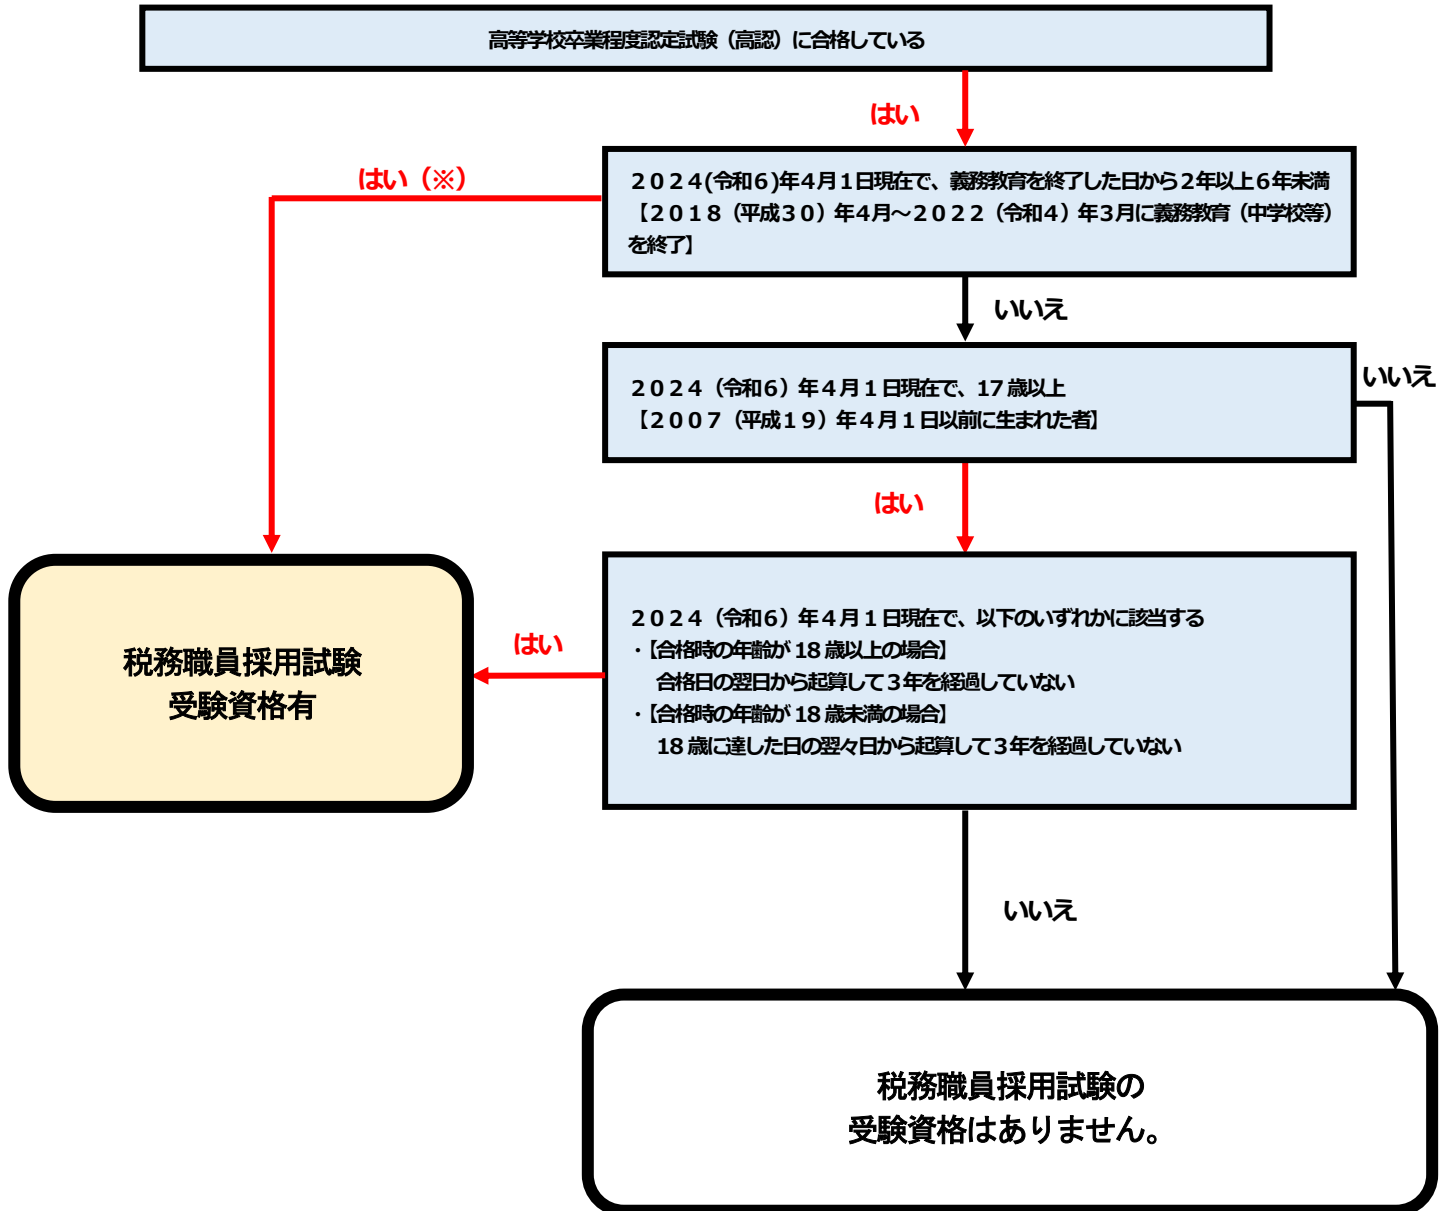 高等学校卒業程度認定試験（高認）に合格している
はい
はい（※）
２０２４(令和６)年４月１日現在で、義務教育を終了した日から２年以上６年未満
【２０１８（平成３０）年４月～２０２２（令和４）年３月に義務教育（中学校等）
を終了】
いいえ
２０２４（令和６）年４月１日現在で、17 歳以上
【２００７（平成１９）年４月１日以前に生まれた者】
いいえ
はい
２０２４（令和６）年４月１日現在で、以下のいずれかに該当する
・【合格時の年齢が 18 歳以上の場合】
合格日の翌日から起算して３年を経過していない
・【合格時の年齢が 18 歳未満の場合】
18 歳に達した日の翌々日から起算して３年を経過していない
はい
税務職員採用試験
受験資格有
いいえ
税務職員採用試験の
受験資格はありません。